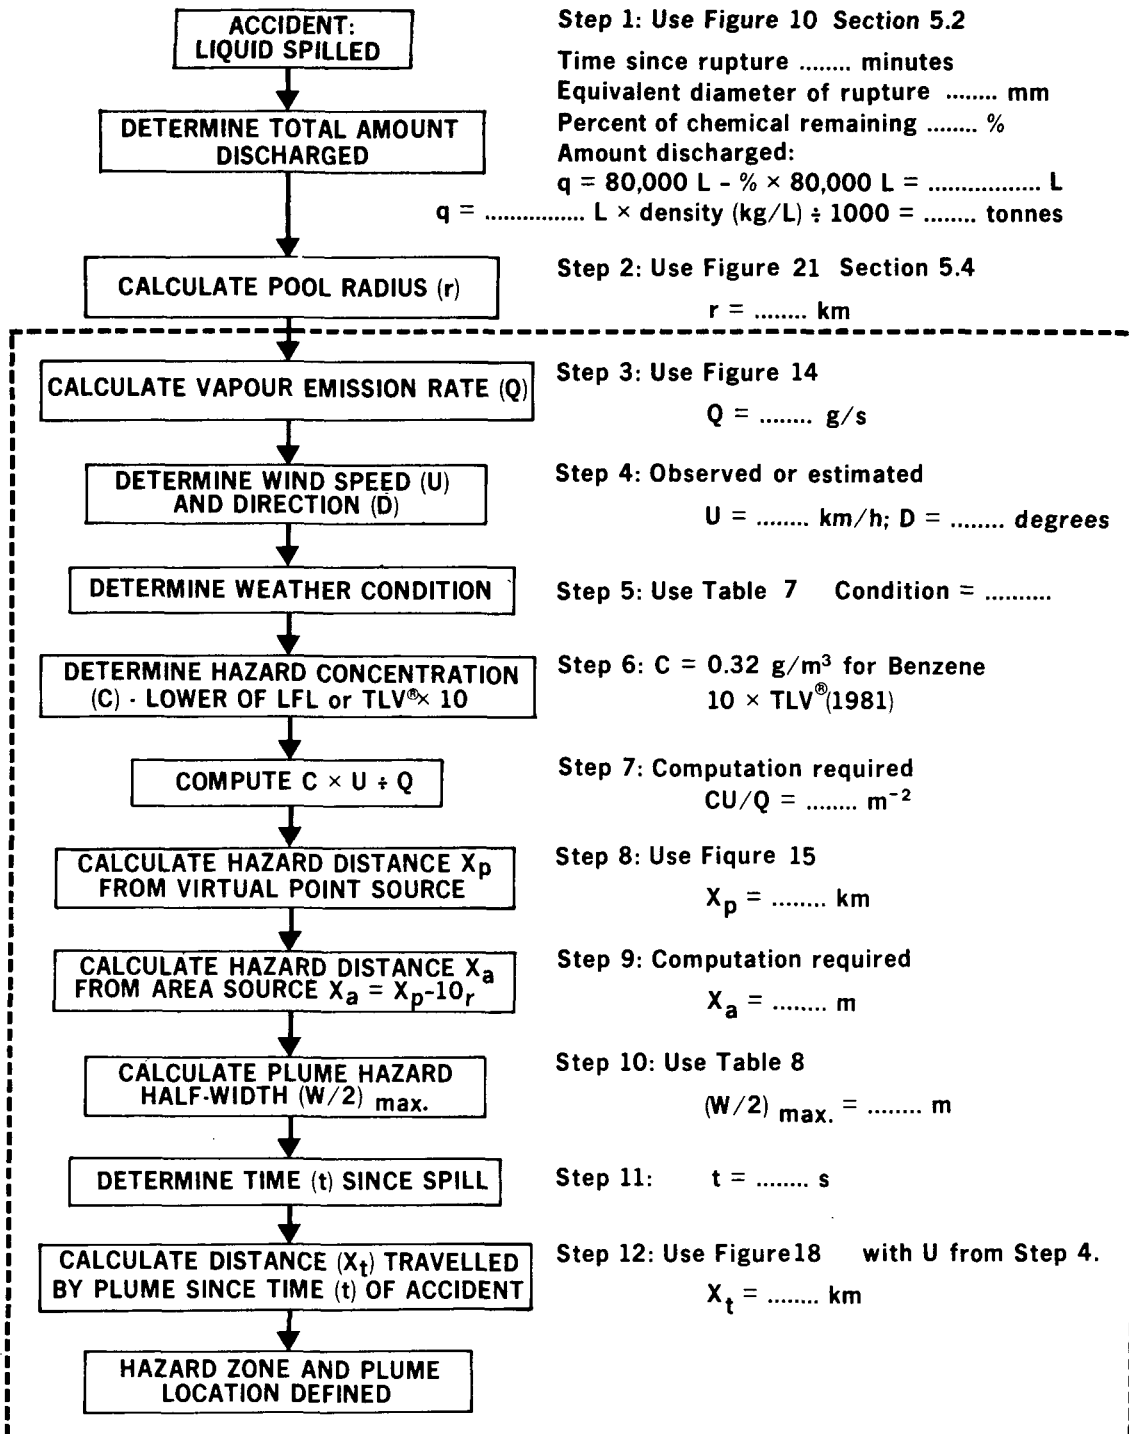 ACCIDENT:
LIQUID SPILLED
Step 1: Use Figure 10 Section 5.2
Time since rupture ........ minutes
Equivalent diameter of rupture ........ mm
Percent of chemical remaining ........ %
Amount discharged:
q = 80,000 L - % × 80,000 L = ................. L
q = ............... L × density (kg/L) ÷ 1000 = ........ tonnes
DETERMINE TOTAL AMOUNT
DISCHARGED
CALCULATE POOL RADIUS (r)
Step 2: Use Figure 21 Section 5.4
r = ........ km
CALCULATE VAPOUR EMISSION RATE (Q)
Step 3: Use Figure 14
Q = ........ g/s
DETERMINE WIND SPEED (U)
AND DIRECTION (D)
Step 4: Observed or estimated
U = ........ km/h; D = ........ degrees
DETERMINE WEATHER CONDITION
Step 5: Use Table 7 Condition = ..........
DETERMINE HAZARD CONCENTRATION
(C) - LOWER OF LFL or TLV®× 10
Step 6: C = 0.32 g/m³ for Benzene
10 × TLV®(1981)
COMPUTE C × U ÷ Q
Step 7: Computation required
CU/Q = ........ m⁻²
CALCULATE HAZARD DISTANCE Xp
FROM VIRTUAL POINT SOURCE
Step 8: Use Fiqure 15
Xp = ........ km
CALCULATE HAZARD DISTANCE Xa
FROM AREA SOURCE Xa = Xp-10r
Step 9: Computation required
Xa = ........ m
CALCULATE PLUME HAZARD
HALF-WIDTH (W/2) max.
Step 10: Use Table 8
(W/2) max. = ........ m
DETERMINE TIME (t) SINCE SPILL
Step 11: t = ........ s
CALCULATE DISTANCE (Xt) TRAVELLED
BY PLUME SINCE TIME (t) OF ACCIDENT
Step 12: Use Figure18 with U from Step 4.
Xt = ........ km
HAZARD ZONE AND PLUME
LOCATION DEFINED